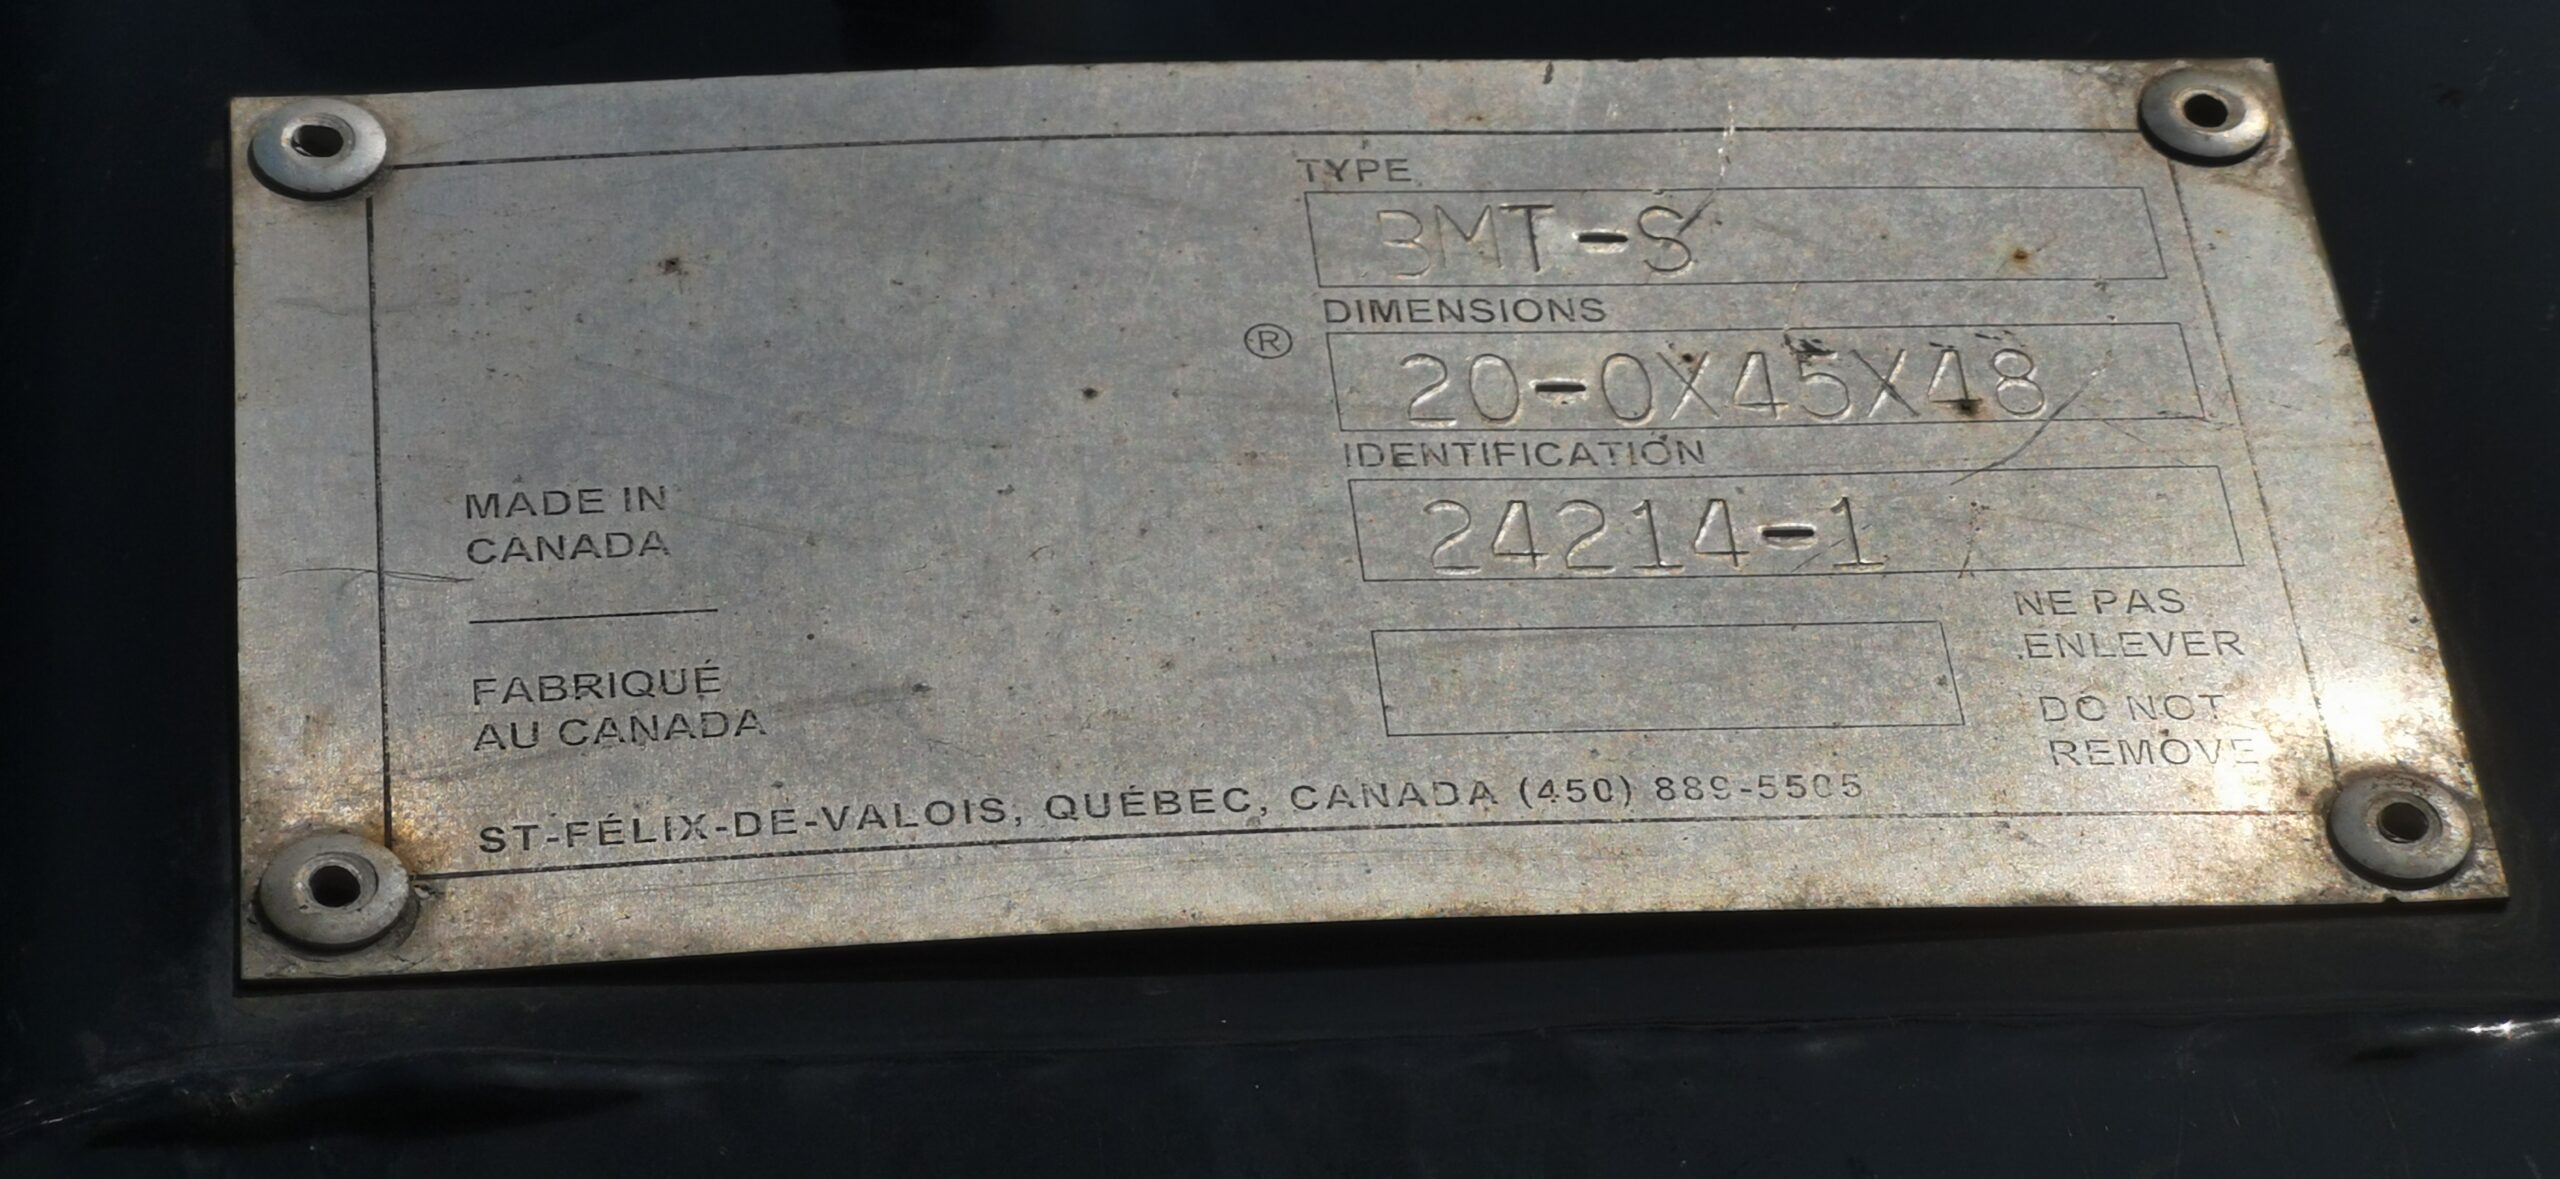 TYPE
BMT-S
DIMENSIONS
®
20-0X45X48
IDENTIFICATION
24214-1
MADE IN
CANADA
FABRIQUÉ
AU CANADA
NE PAS
ENLEVER
DO NOT
REMOVE
ST-FÉLIX-DE-VALOIS, QUÉBEC, CANADA (450) 889-5505